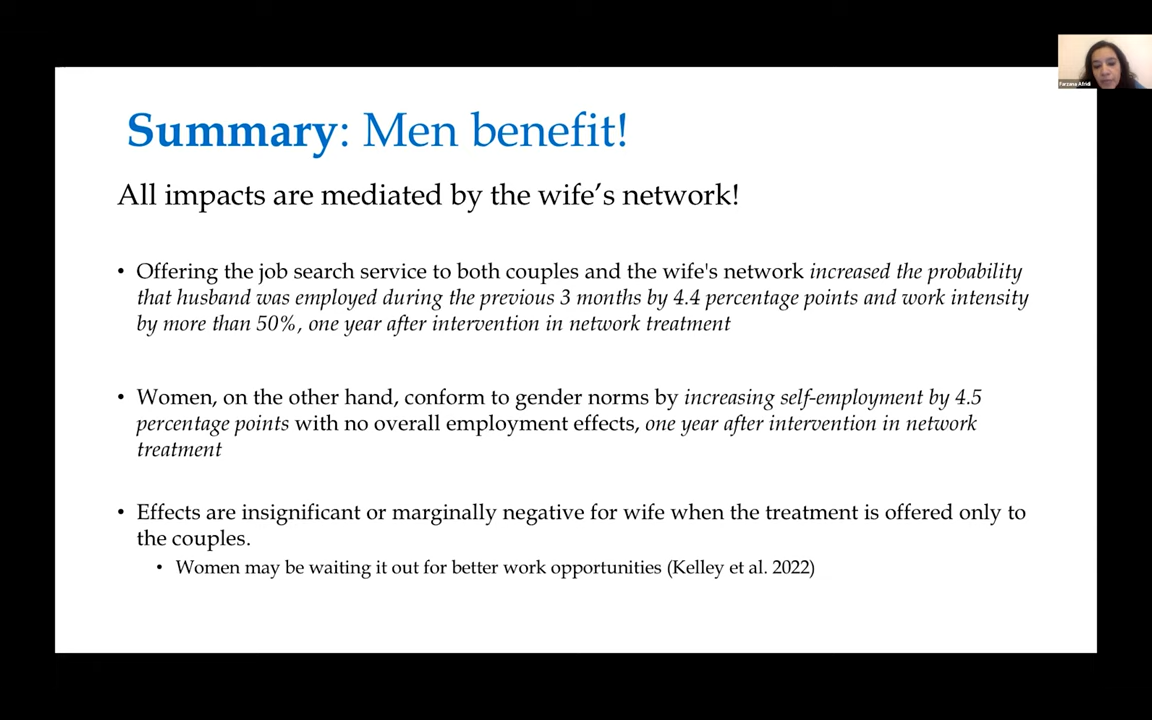 Farzana Afridi
Summary: Men benefit!
All impacts are mediated by the wife’s network!
• Offering the job search service to both couples and the wife's network increased the probability
that husband was employed during the previous 3 months by 4.4 percentage points and work intensity
by more than 50%, one year after intervention in network treatment
• Women, on the other hand, conform to gender norms by increasing self-employment by 4.5
percentage points with no overall employment effects, one year after intervention in network
treatment
• Effects are insignificant or marginally negative for wife when the treatment is offered only to
the couples.
• Women may be waiting it out for better work opportunities (Kelley et al. 2022)